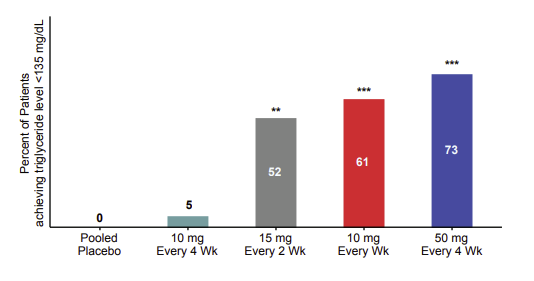 Percent of Patients
achieving triglyceride level <135 mg/dL
0
5
**
52
***
61
***
73
Pooled
Placebo
10 mg
Every 4 Wk
15 mg
Every 2 Wk
10 mg
Every Wk
50 mg
Every 4 Wk